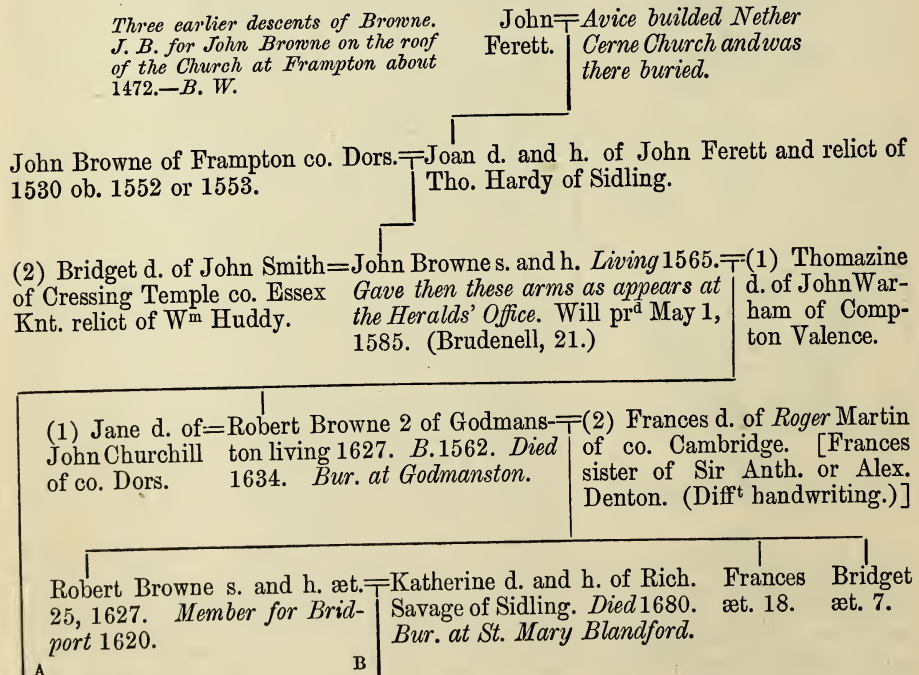 Three earlier descents of Browne.
J. B. for John Browne on the roof
of the Church at Frampton about
1472.—B. W.
John=Avice builded Nether
Ferett. Cerne Church and was
there buried.
John Browne of Frampton co. Dors.=Joan d. and h. of John Ferett and relict of
1530 ob. 1552 or 1553. Tho. Hardy of Sidling.
(2) Bridget d. of John Smith=John Browne s. and h. Living 1565.=(1) Thomazine
of Cressing Temple co. Essex Gave then these arms as appears at d. of John War-
Knt. relict of Wᵐ Huddy. the Heralds' Office. Will prᵈ May 1, ham of Comp-
1585. (Brudenell, 21.) ton Valence.
(1) Jane d. of=Robert Browne 2 of Godmans-=(2) Frances d. of Roger Martin
John Churchill ton living 1627. B. 1562. Died of co. Cambridge. [Frances
of co. Dors. 1634. Bur. at Godmanston. sister of Sir Anth. or Alex.
Denton. (Diffᵗ handwriting.)]
Robert Browne s. and h. æt.=Katherine d. and h. of Rich. Frances Bridget
25, 1627. Member for Brid- Savage of Sidling. Died 1680. æt. 18. æt. 7.
port 1620. Bur. at St. Mary Blandford.
A B